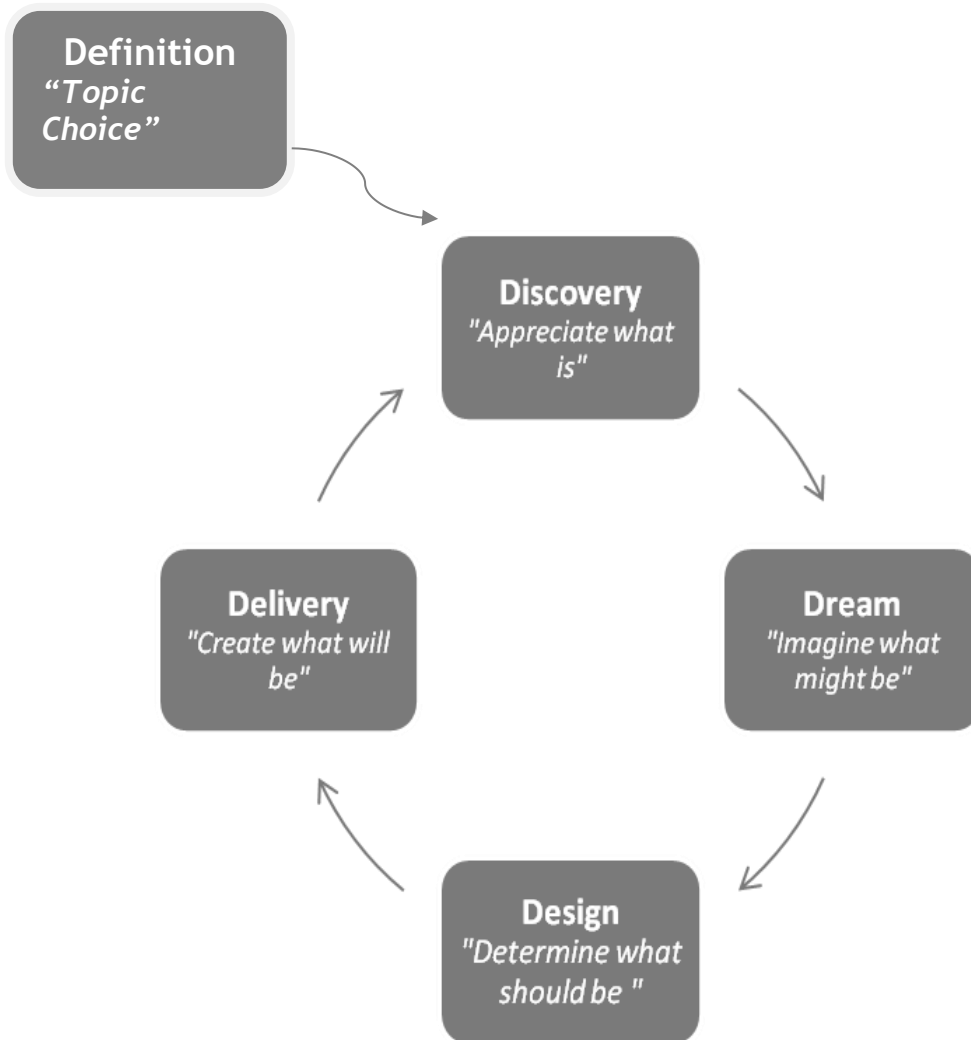 Definition
“Topic
Choice”
Discovery
"Appreciate what
is"
Delivery
"Create what will
be"
Dream
"Imagine what
might be"
Design
"Determine what
should be "